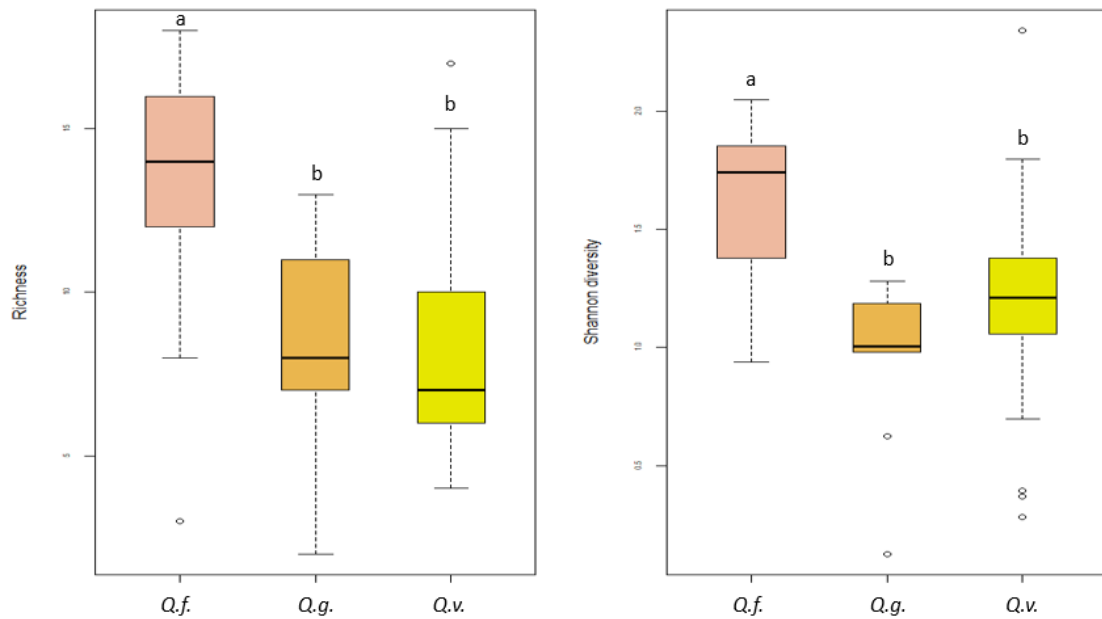 a
b
b
Richness
15
10
5
Q.f.
Q.g.
Q.v.
a
b
b
Shannon diversity
2.0
1.5
1.0
0.5
Q.f.
Q.g.
Q.v.